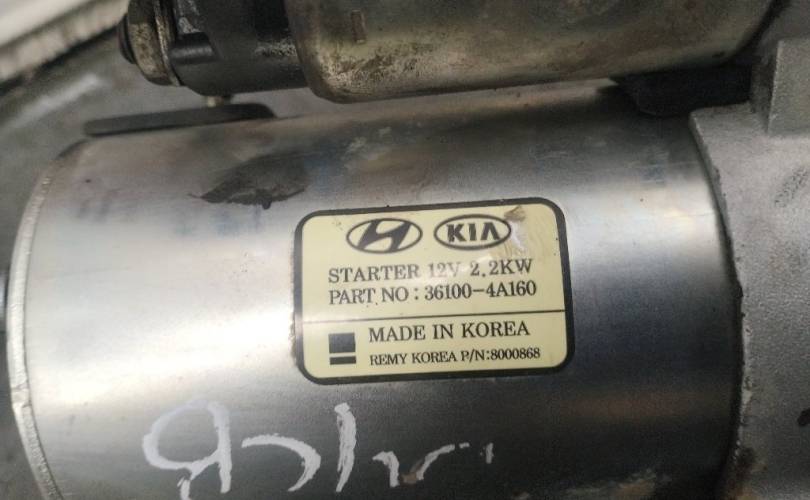 KIA
STARTER 12V 2.2KW
PART NO : 36100-4A160
MADE IN KOREA
REMY KOREA P/N:8000868